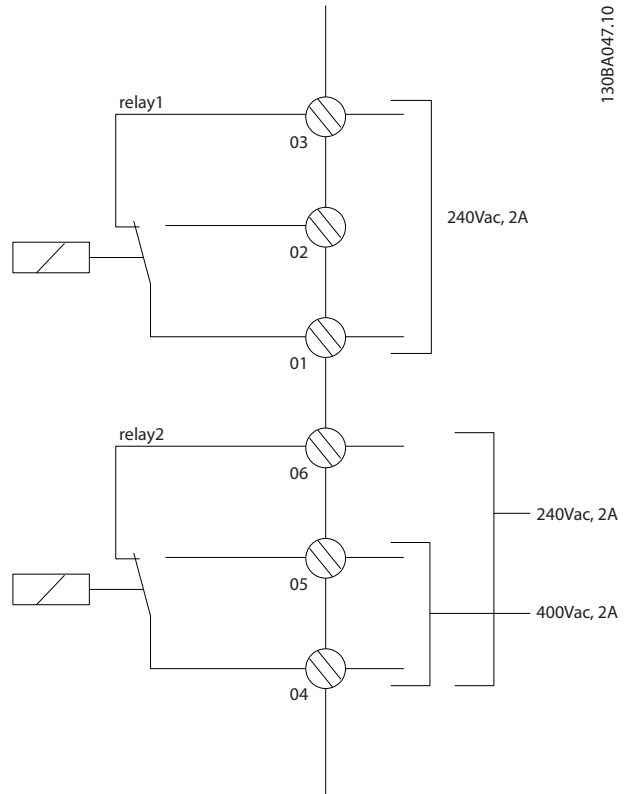 130BA047.10
relay1
03
240Vac, 2A
02
01
relay2
06
240Vac, 2A
05
400Vac, 2A
04